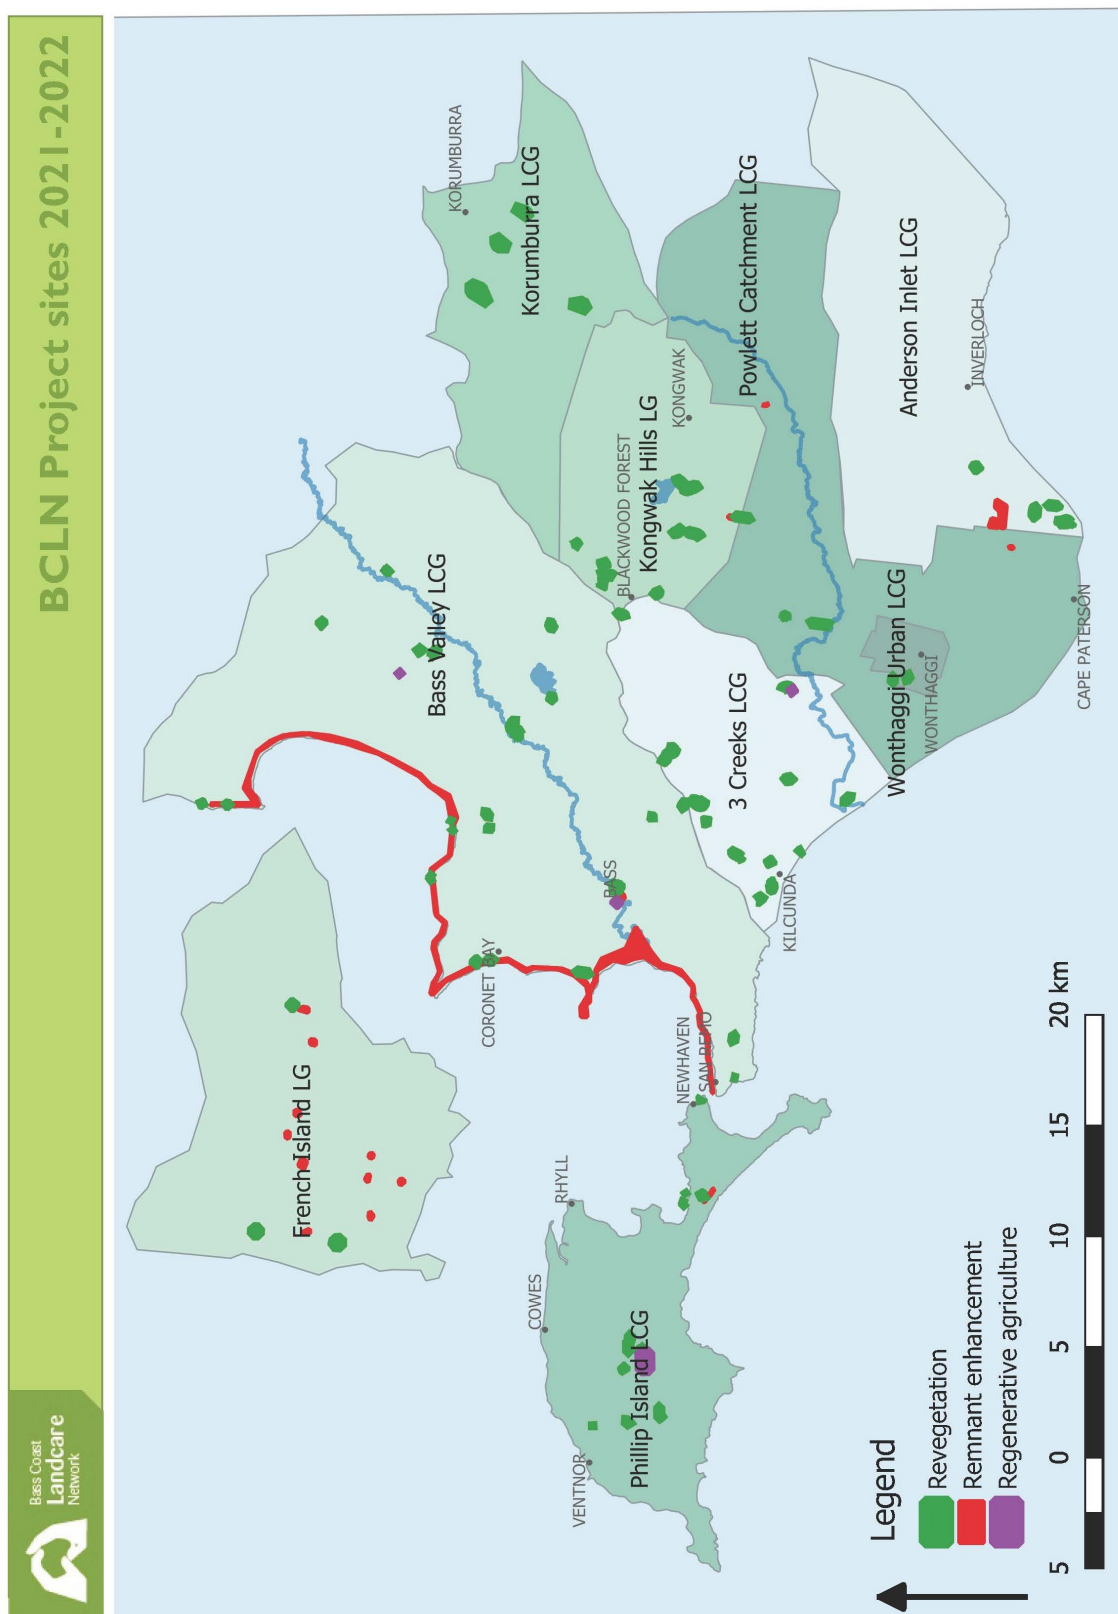 Bass Coast
Landcare
Network
BCLN Project sites 2021-2022
French Island LG
Bass Valley LCG
KORUMBURRA
Korumburra LCG
CORONET BAY
COWES
RHYLL
VENTNOR
Phillip Island LCG
NEWHAVEN
SAN REMO
BASS
BLACKWOOD FOREST
Kongwak Hills LG
KONGWAK
3 Creeks LCG
KILCUNDA
Powlett Catchment LCG
Wonthaggi Urban LCG
WONTHAGGI
Anderson Inlet LCG
INVERLOCH
CAPE PATERSON
Legend
Revegetation
Remnant enhancement
Regenerative agriculture
5 0 5 10 15 20 km